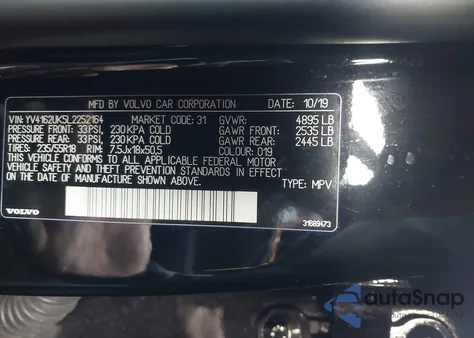 MFD. BY VOLVO CAR CORPORATION DATE: 10/19
VIN: YV4162UK5L2252164 MARKET CODE: 31 GVWR: 4895 LB
PRESSURE FRONT: 33PSI, 230KPA COLD GAWR FRONT: 2535 LB
PRESSURE REAR: 33PSI, 230KPA COLD GAWR REAR: 2445 LB
TIRES: 235/55R18 RIM: 7.5Jx18x50,5 COLOUR: 019
THIS VEHICLE CONFORMS TO ALL APPLICABLE FEDERAL MOTOR
VEHICLE SAFETY AND THEFT PREVENTION STANDARDS IN EFFECT
ON THE DATE OF MANUFACTURE SHOWN ABOVE.
TYPE: MPV
VOLVO
31689473
autoSnap